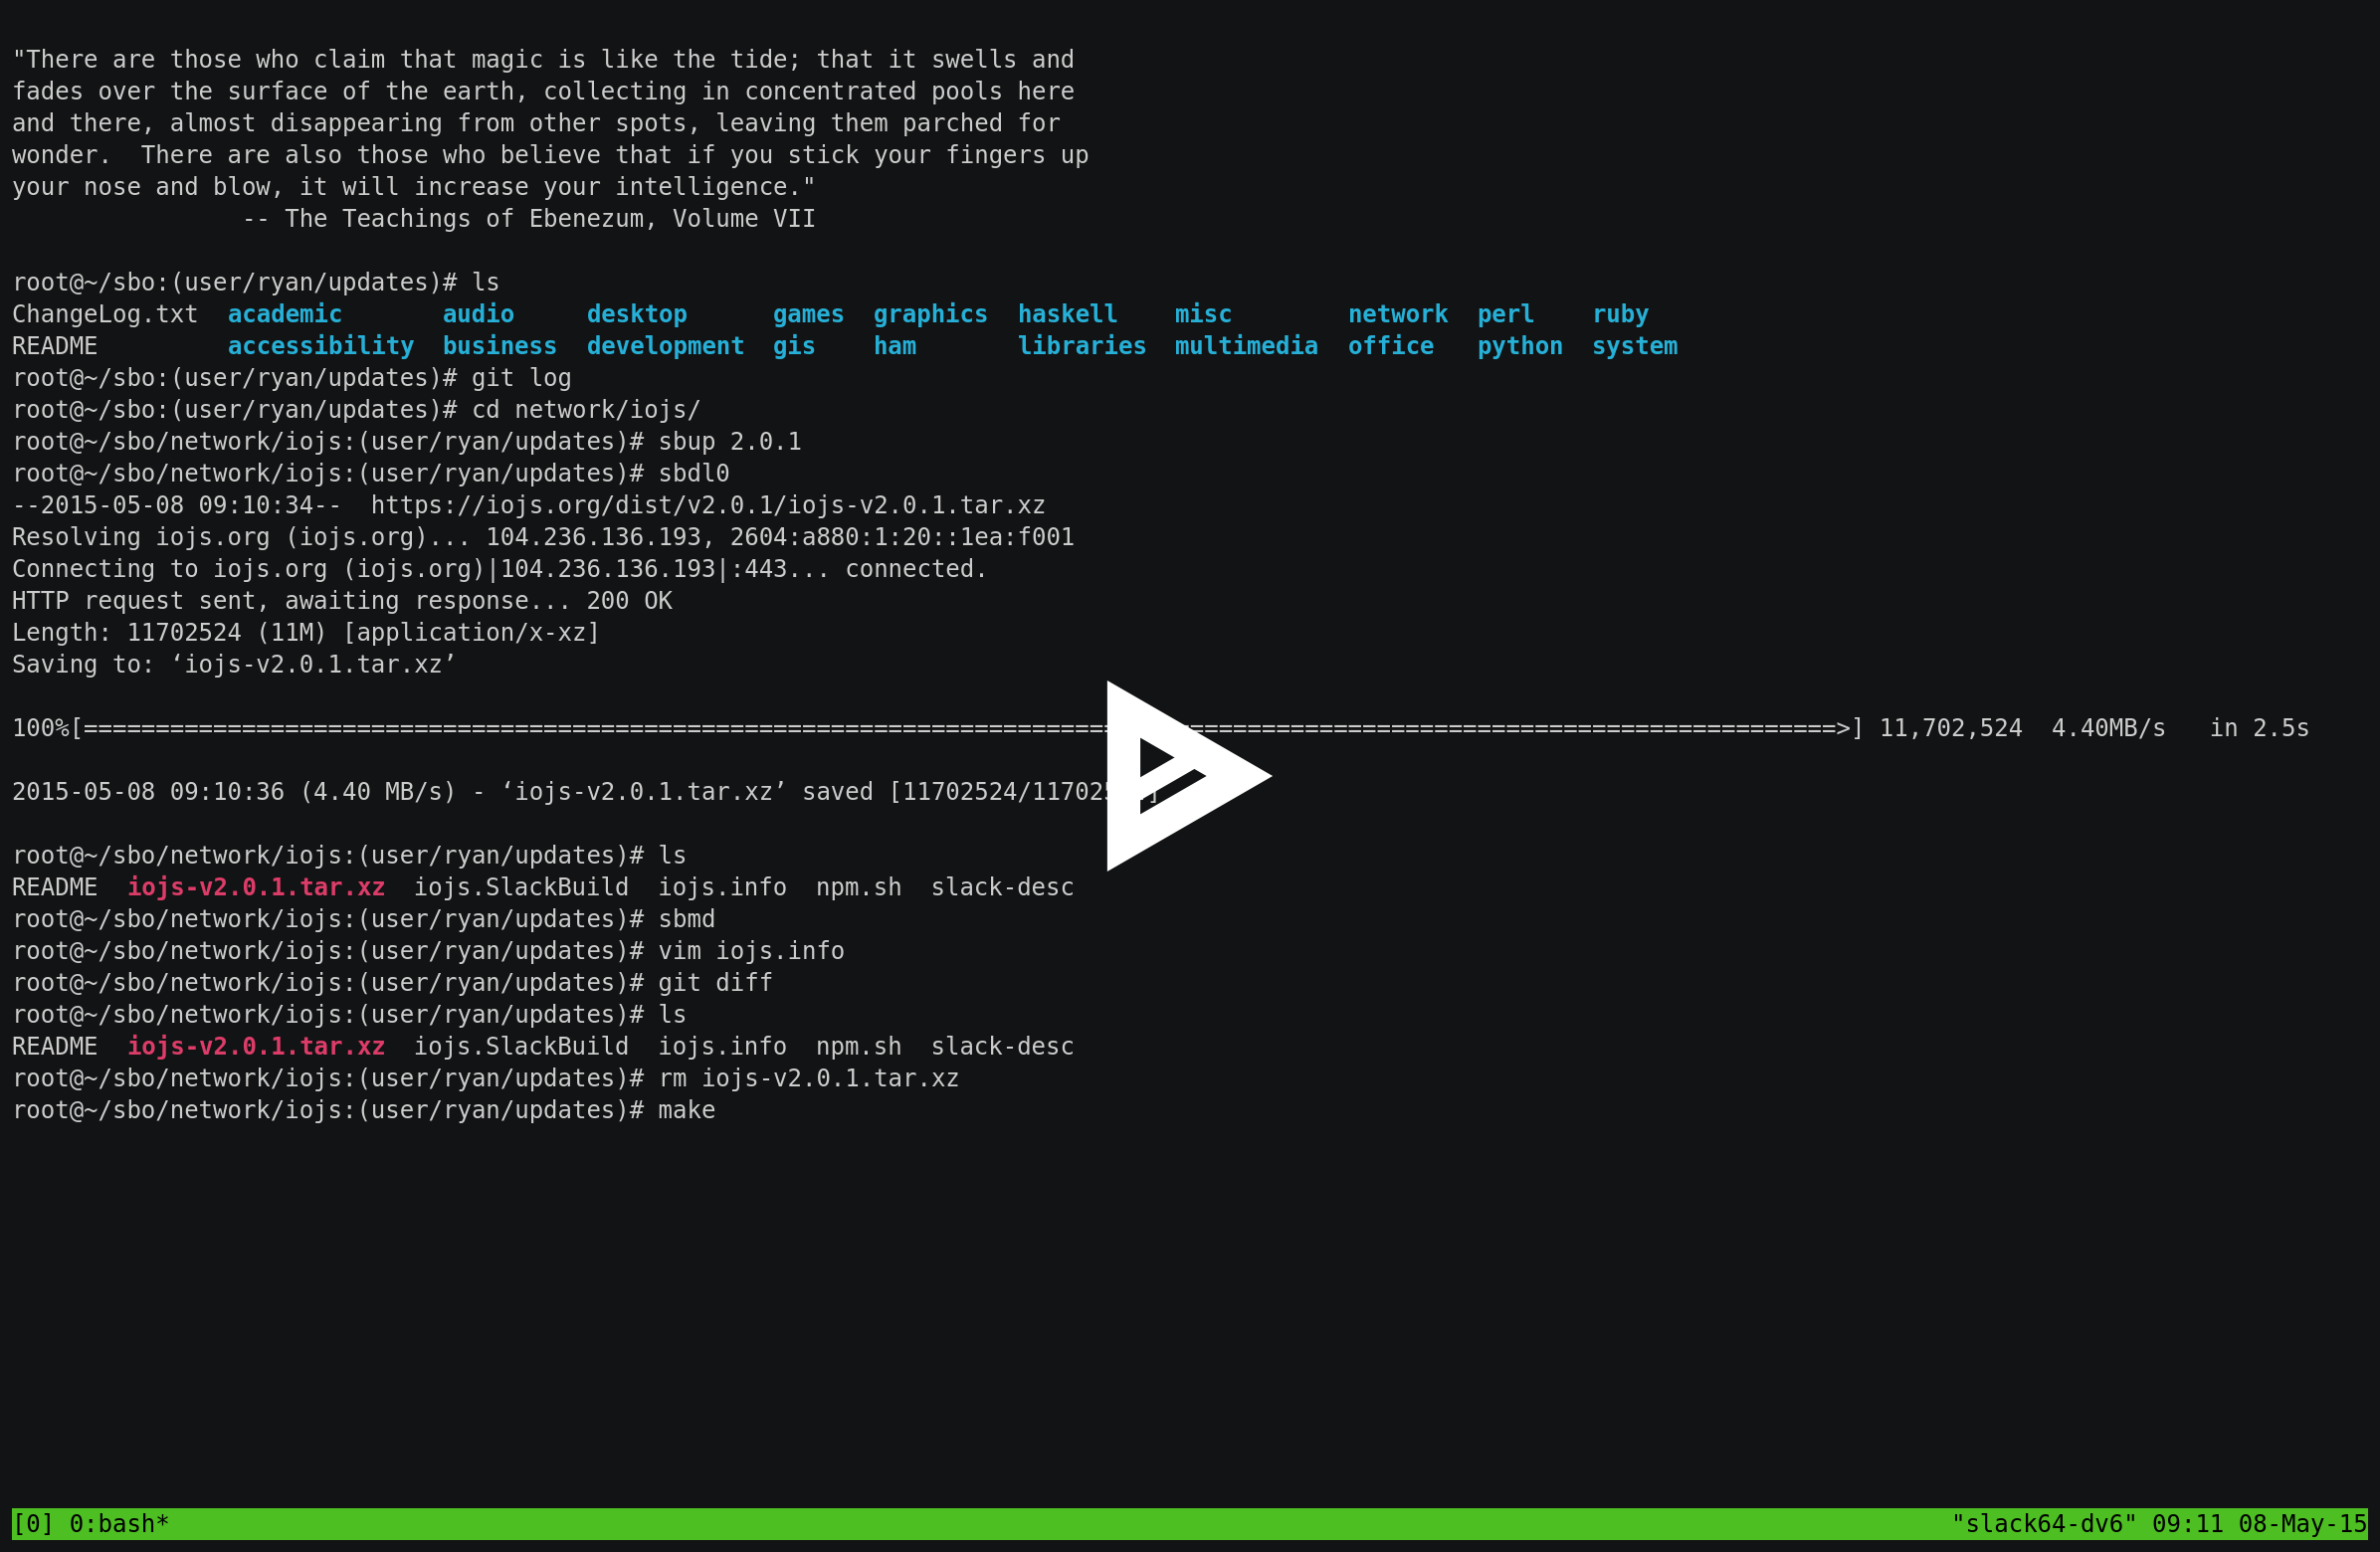 "There are those who claim that magic is like the tide; that it swells and
fades over the surface of the earth, collecting in concentrated pools here
and there, almost disappearing from other spots, leaving them parched for
wonder.  There are also those who believe that if you stick your fingers up
your nose and blow, it will increase your intelligence."
                -- The Teachings of Ebenezum, Volume VII
root@~/sbo:(user/ryan/updates)# ls
ChangeLog.txt  academic       audio     desktop      games  graphics  haskell    misc        network  perl    ruby
README         accessibility  business  development  gis    ham       libraries  multimedia  office   python  system
root@~/sbo:(user/ryan/updates)# git log
root@~/sbo:(user/ryan/updates)# cd network/iojs/
root@~/sbo/network/iojs:(user/ryan/updates)# sbup 2.0.1
root@~/sbo/network/iojs:(user/ryan/updates)# sbdl0
--2015-05-08 09:10:34--  https://iojs.org/dist/v2.0.1/iojs-v2.0.1.tar.xz
Resolving iojs.org (iojs.org)... 104.236.136.193, 2604:a880:1:20::1ea:f001
Connecting to iojs.org (iojs.org)|104.236.136.193|:443... connected.
HTTP request sent, awaiting response... 200 OK
Length: 11702524 (11M) [application/x-xz]
Saving to: ‘iojs-v2.0.1.tar.xz’
100%[==========================================================================================================================>] 11,702,524  4.40MB/s   in 2.5s
2015-05-08 09:10:36 (4.40 MB/s) - ‘iojs-v2.0.1.tar.xz’ saved
root@~/sbo/network/iojs:(user/ryan/updates)# ls
README  iojs-v2.0.1.tar.xz  iojs.SlackBuild  iojs.info  npm.sh  slack-desc
root@~/sbo/network/iojs:(user/ryan/updates)# sbmd
root@~/sbo/network/iojs:(user/ryan/updates)# vim iojs.info
root@~/sbo/network/iojs:(user/ryan/updates)# git diff
root@~/sbo/network/iojs:(user/ryan/updates)# ls
README  iojs-v2.0.1.tar.xz  iojs.SlackBuild  iojs.info  npm.sh  slack-desc
root@~/sbo/network/iojs:(user/ryan/updates)# rm iojs-v2.0.1.tar.xz
root@~/sbo/network/iojs:(user/ryan/updates)# make
[0] 0:bash*                                        "slack64-dv6" 09:11 08-May-15